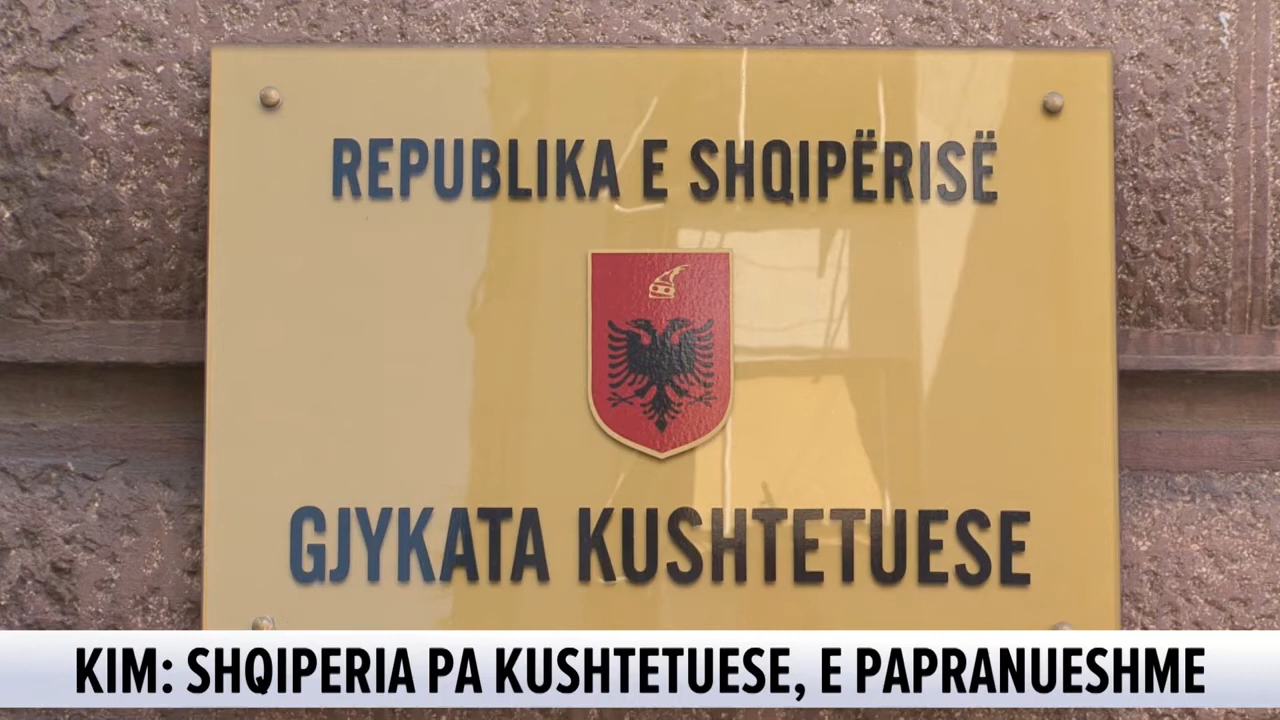 REPUBLIKA E SHQIPËRISË
GJYKATA KUSHTETUESE
KIM: SHQIPERIA PA KUSHTETUESE, E PAPRANUESHME